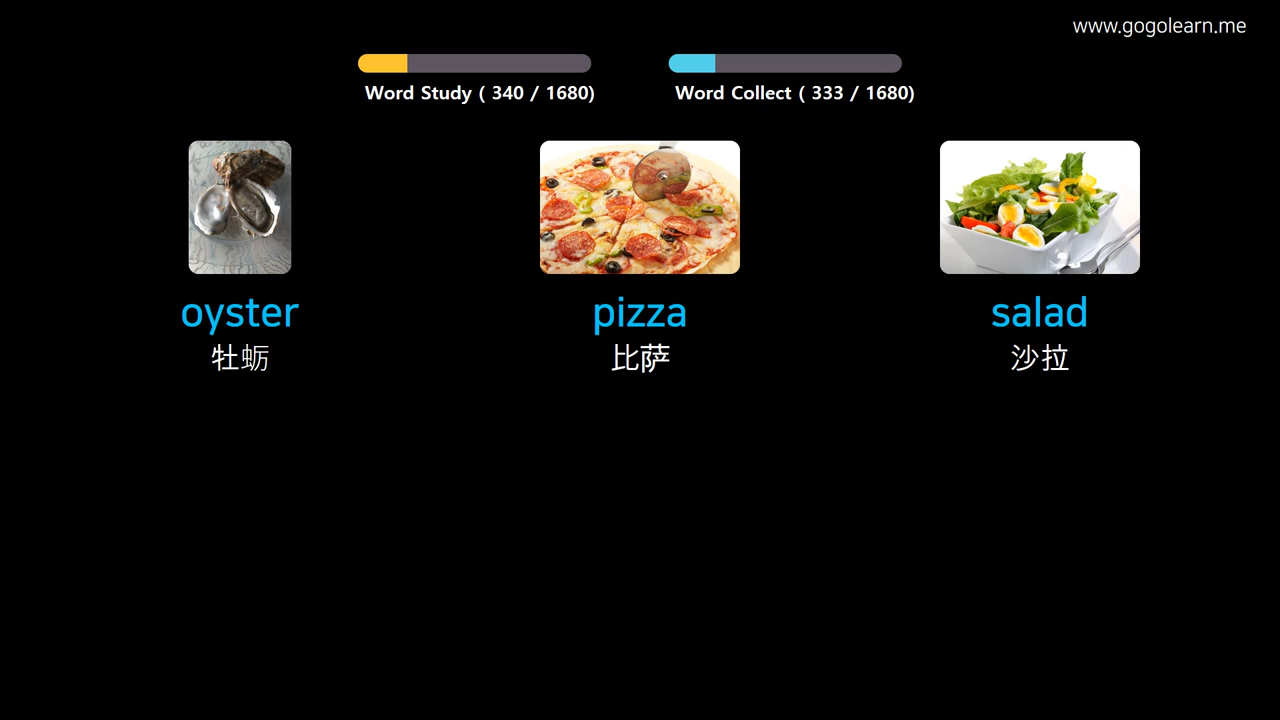 www.gogolearn.me
Word Study ( 340 / 1680)
Word Collect ( 333 / 1680)
oyster
牡蛎
pizza
比萨
salad
沙拉